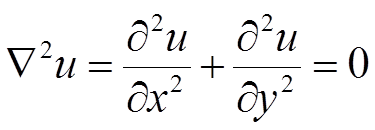 ∇²u = ∂²u/∂x² + ∂²u/∂y² = 0